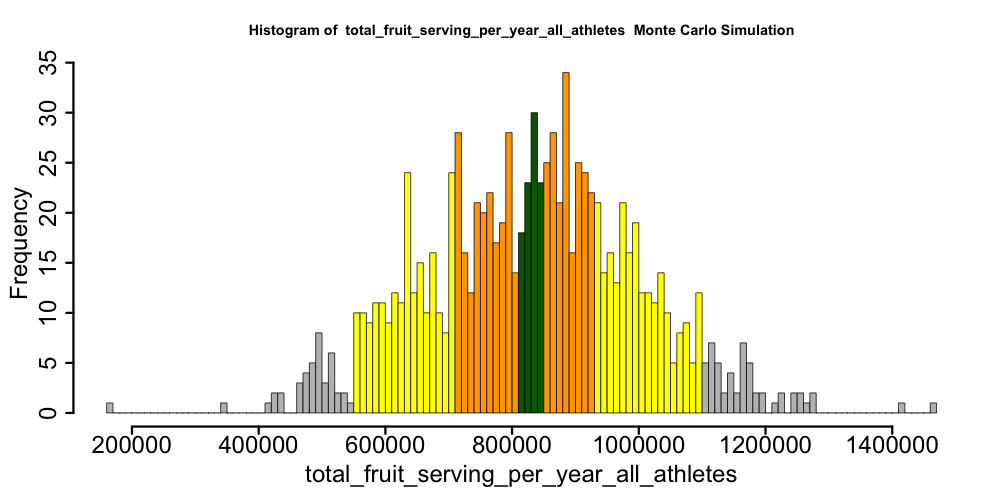 Histogram of  total_fruit_serving_per_year_all_athletes  Monte Carlo Simulation
Frequency
35
30
25
20
15
10
5
0
200000 400000 600000 800000 1000000 1200000 1400000
total_fruit_serving_per_year_all_athletes